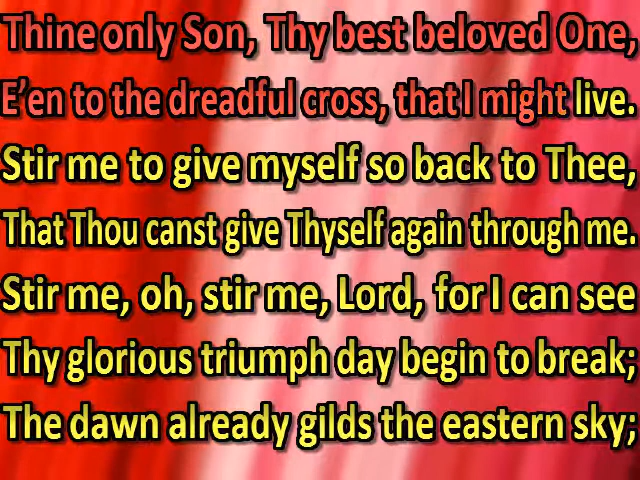 Thine only Son, Thy best beloved One,
E’en to the dreadful cross, that I might live.
Stir me to give myself so back to Thee,
That Thou canst give Thyself again through me.
Stir me, oh, stir me, Lord, for I can see
Thy glorious triumph day begin to break;
The dawn already gilds the eastern sky;